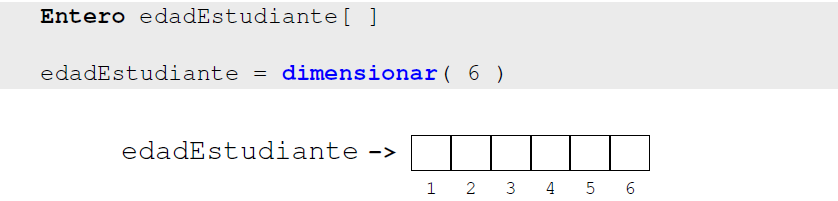 Entero edadEstudiante[ ]
edadEstudiante = dimensionar( 6 )
edadEstudiante ->
1 2 3 4 5 6